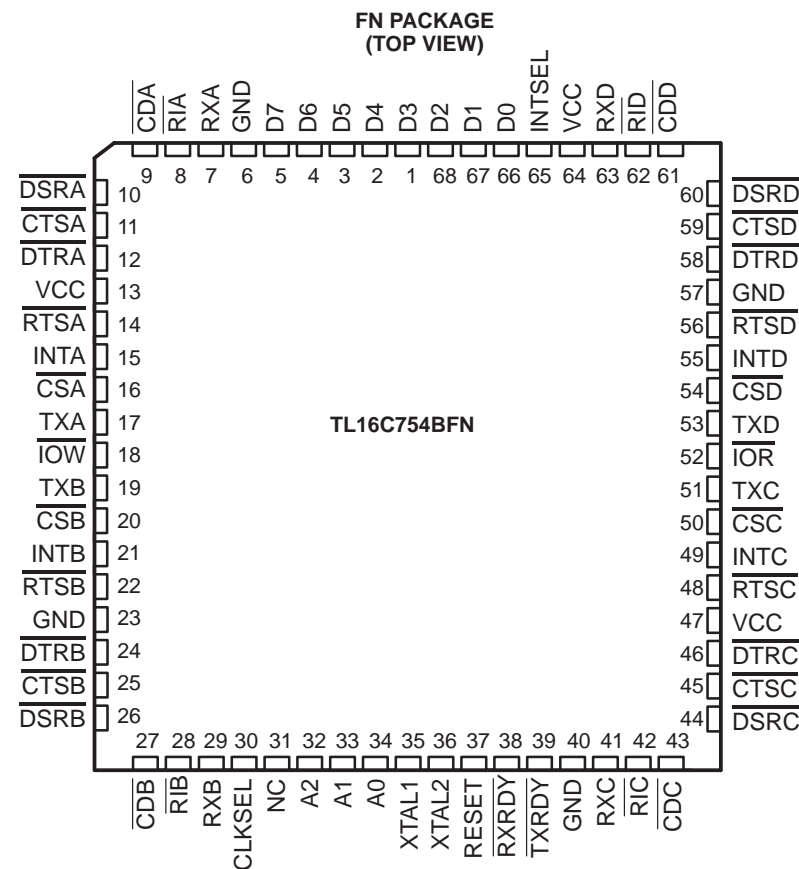 FN PACKAGE
(TOP VIEW)
CDA RIA RXA GND D7 D6 D5 D4 D3 D2 D1 D0 INTSEL VCC RXD RID CDD
9 8 7 6 5 4 3 2 1 68 67 66 65 64 63 62 61
DSRA 10 60 DSRD
CTSA 11 59 CTSD
DTRA 12 58 DTRD
VCC 13 57 GND
RTSA 14 56 RTSD
INTA 15 55 INTD
CSA 16 54 CSD
TXA 17 TL16C754BFN 53 TXD
IOW 18 52 IOR
TXB 19 51 TXC
CSB 20 50 CSC
INTB 21 49 INTC
RTSB 22 48 RTSC
GND 23 47 VCC
DTRB 24 46 DTRC
CTSB 25 45 CTSC
DSRB 26 44 DSRC
27 28 29 30 31 32 33 34 35 36 37 38 39 40 41 42 43
CDB RIB RXB CLKSEL NC A2 A1 A0 XTAL1 XTAL2 RESET RXRDY TXRDY GND RXC RIC CDC